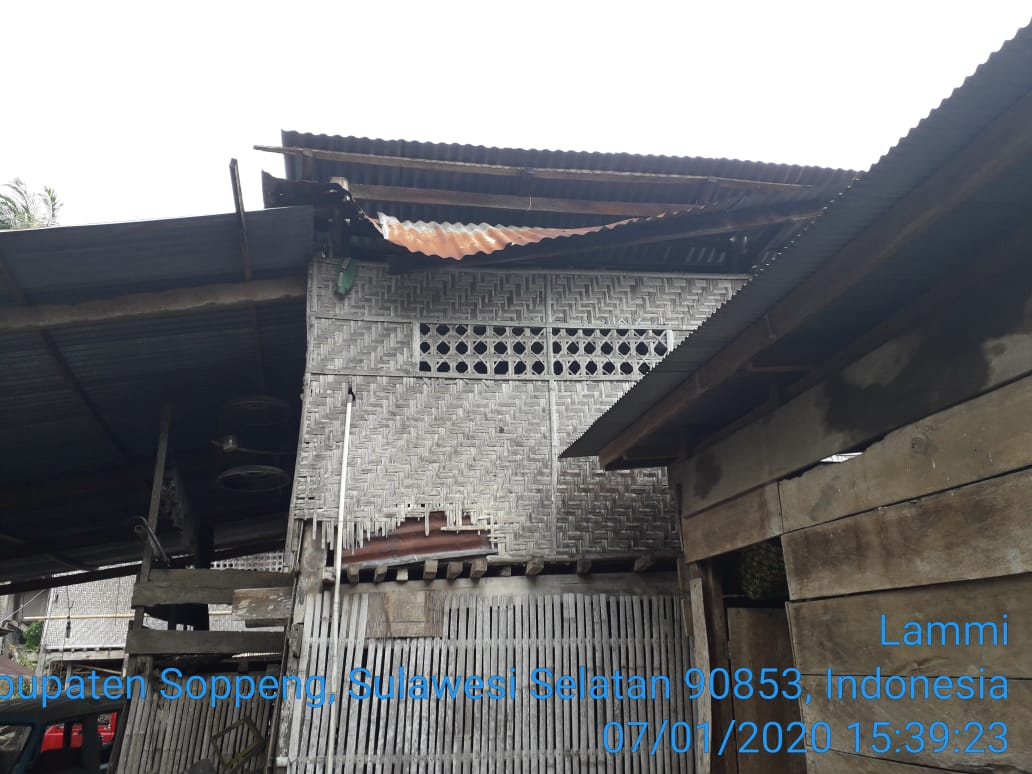 Lammi
Soppeng, Sulawesi Selatan 90853, Indonesia
07/01/2020 15:39:23